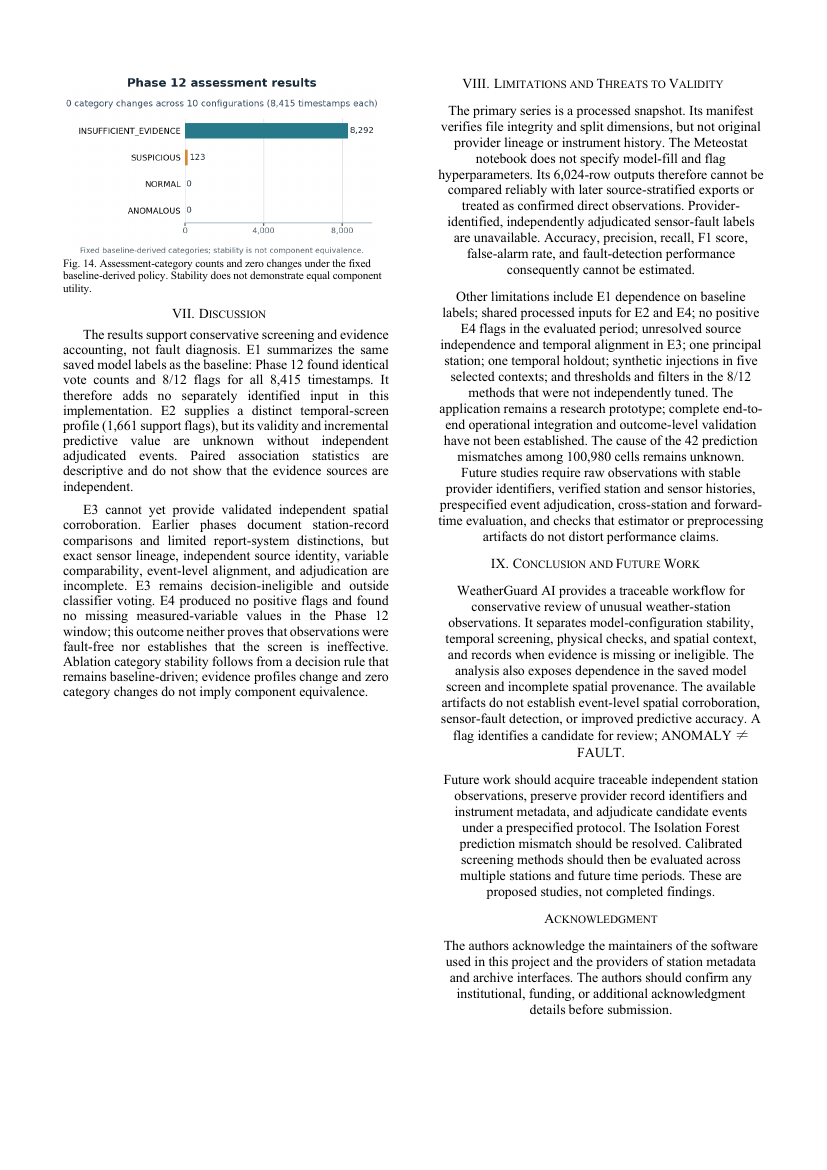 Phase 12 assessment results
0 category changes across 10 configurations (8,415 timestamps each)
INSUFFICIENT_EVIDENCE
8,292
SUSPICIOUS
123
NORMAL
0
ANOMALOUS
0
0
4,000
8,000
Fixed baseline-derived categories; stability is not component equivalence.
Fig. 14. Assessment-category counts and zero changes under the fixed
baseline-derived policy. Stability does not demonstrate equal component
utility.
VII. DISCUSSION
The results support conservative screening and evidence
accounting, not fault diagnosis. E1 summarizes the same
saved model labels as the baseline: Phase 12 found identical
vote counts and 8/12 flags for all 8,415 timestamps. It
therefore adds no separately identified input in this
implementation. E2 supplies a distinct temporal-screen
profile (1,661 support flags), but its validity and incremental
predictive value are unknown without independent
adjudicated events. Paired association statistics are
descriptive and do not show that the evidence sources are
independent.
E3 cannot yet provide validated independent spatial
corroboration. Earlier phases document station-record
comparisons and limited report-system distinctions, but
exact sensor lineage, independent source identity, variable
comparability, event-level alignment, and adjudication are
incomplete. E3 remains decision-ineligible and outside
classifier voting. E4 produced no positive flags and found
no missing measured-variable values in the Phase 12
window; this outcome neither proves that observations were
fault-free nor establishes that the screen is ineffective.
Ablation category stability follows from a decision rule that
remains baseline-driven; evidence profiles change and zero
category changes do not imply component equivalence.
VIII. LIMITATIONS AND THREATS TO VALIDITY
The primary series is a processed snapshot. Its manifest
verifies file integrity and split dimensions, but not original
provider lineage or instrument history. The Meteostat
notebook does not specify model-fill and flag
hyperparameters. Its 6,024-row outputs therefore cannot be
compared reliably with later source-stratified exports or
treated as confirmed direct observations. Provider-
identified, independently adjudicated sensor-fault labels
are unavailable. Accuracy, precision, recall, F1 score,
false-alarm rate, and fault-detection performance
consequently cannot be estimated.
Other limitations include E1 dependence on baseline
labels; shared processed inputs for E2 and E4; no positive
E4 flags in the evaluated period; unresolved source
independence and temporal alignment in E3; one principal
station; one temporal holdout; synthetic injections in five
selected contexts; and thresholds and filters in the 8/12
methods that were not independently tuned. The
application remains a research prototype; complete end-to-
end operational integration and outcome-level validation
have not been established. The cause of the 42 prediction
mismatches among 100,980 cells remains unknown.
Future studies require raw observations with stable
provider identifiers, verified station and sensor histories,
prespecified event adjudication, cross-station and forward-
time evaluation, and checks that estimator or preprocessing
artifacts do not distort performance claims.
IX. CONCLUSION AND FUTURE WORK
WeatherGuard AI provides a traceable workflow for
conservative review of unusual weather-station
observations. It separates model-configuration stability,
temporal screening, physical checks, and spatial context,
and records when evidence is missing or ineligible. The
analysis also exposes dependence in the saved model
screen and incomplete spatial provenance. The available
artifacts do not establish event-level spatial corroboration,
sensor-fault detection, or improved predictive accuracy. A
flag identifies a candidate for review; ANOMALY ≠
FAULT.
Future work should acquire traceable independent station
observations, preserve provider record identifiers and
instrument metadata, and adjudicate candidate events
under a prespecified protocol. The Isolation Forest
prediction mismatch should be resolved. Calibrated
screening methods should then be evaluated across
multiple stations and future time periods. These are
proposed studies, not completed findings.
ACKNOWLEDGMENT
The authors acknowledge the maintainers of the software
used in this project and the providers of station metadata
and archive interfaces. The authors should confirm any
institutional, funding, or additional acknowledgment
details before submission.